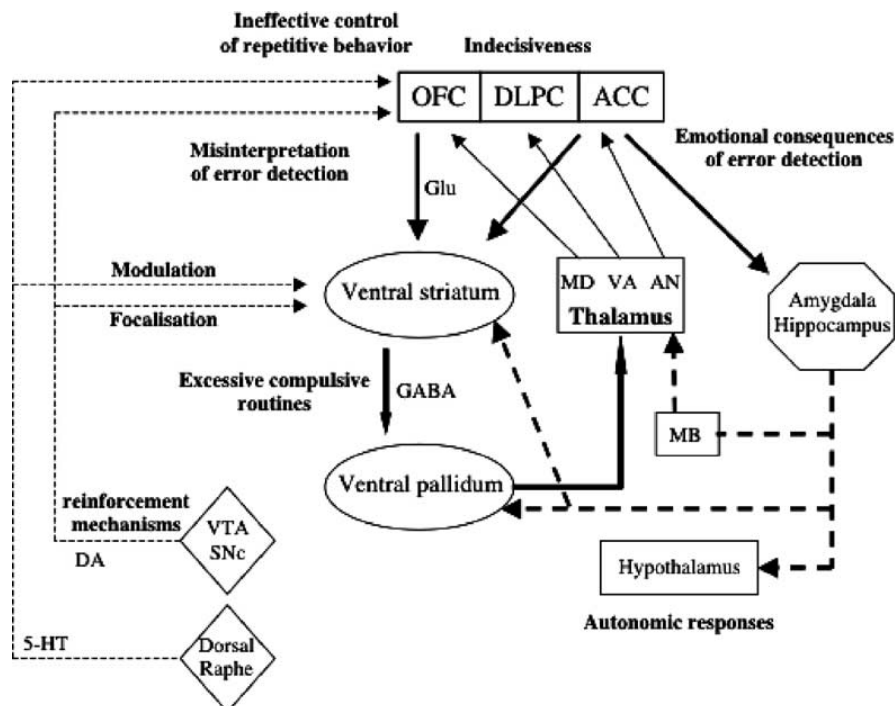 Ineffective control
of repetitive behavior
Indecisiveness
OFC
DLPC
ACC
Misinterpretation
of error detection
Glu
Emotional consequences
of error detection
Modulation
Focalisation
Ventral striatum
MD VA AN
Thalamus
Amygdala
Hippocampus
Excessive compulsive
routines
GABA
MB
Ventral pallidum
reinforcement
mechanisms
DA
VTA
SNc
Hypothalamus
Autonomic responses
5-HT
Dorsal
Raphe